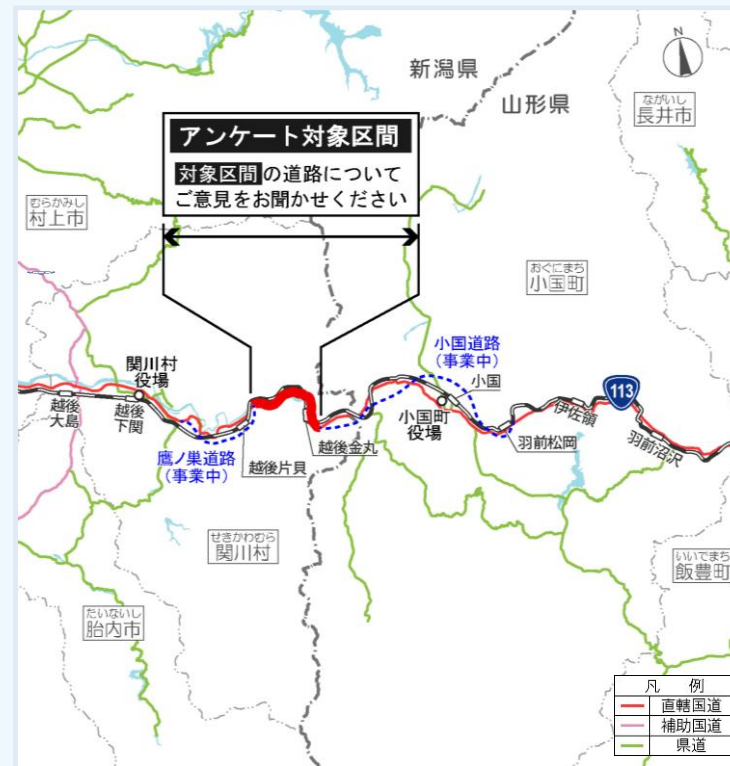 新潟県
山形県
N
ながいし
長井市
アンケート対象区間
対象区間の道路について
ご意見をお聞かせください
むらかみし
村上市
おぐにまち
小国町
小国道路
(事業中)
関川村
役場
小国
113
越後
大島
越後
下関
小国町
役場
伊佐領
羽前松岡
羽前沼沢
鷹ノ巣道路
(事業中)
越後片貝
越後金丸
せきかわむら
関川村
いいでまち
飯豊町
たいないし
胎内市
凡 例
直轄国道
補助国道
県道